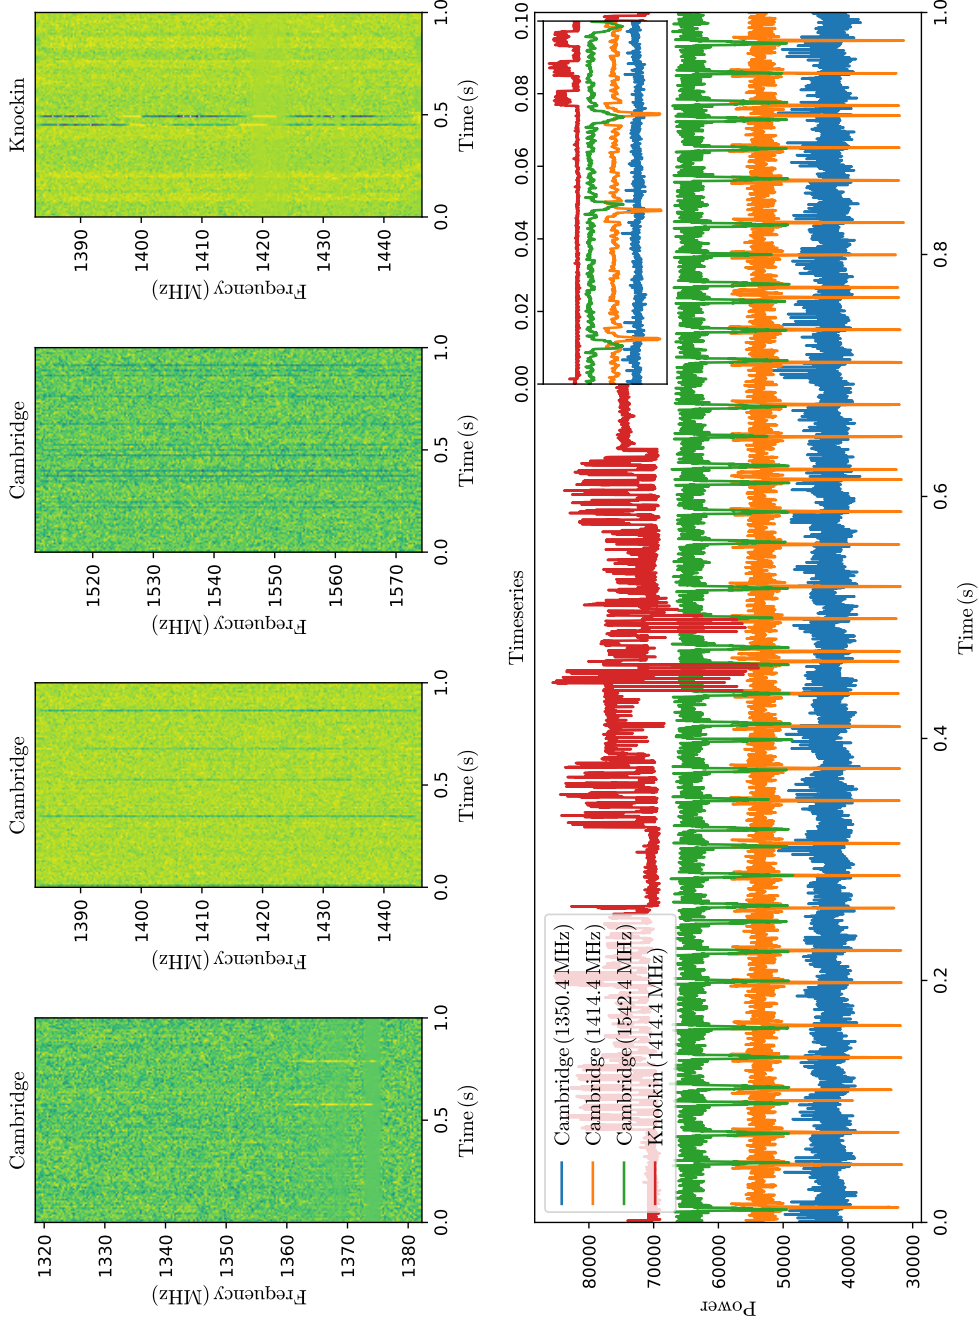 Cambridge
Frequency (MHz)
1320
1330
1340
1350
1360
1370
1380
0.0
0.5
1.0
Time (s)
Cambridge
Frequency (MHz)
1390
1400
1410
1420
1430
1440
0.0
0.5
1.0
Time (s)
Cambridge
Frequency (MHz)
1520
1530
1540
1550
1560
1570
0.0
0.5
1.0
Time (s)
Knockin
Frequency (MHz)
1390
1400
1410
1420
1430
1440
0.0
0.5
1.0
Time (s)
Timeseries
Power
80000
70000
60000
50000
40000
30000
Cambridge (1350.4 MHz)
Cambridge (1414.4 MHz)
Cambridge (1542.4 MHz)
Knockin (1414.4 MHz)
0.00
0.02
0.04
0.06
0.08
0.10
0.0
0.2
0.4
0.6
0.8
1.0
Time (s)